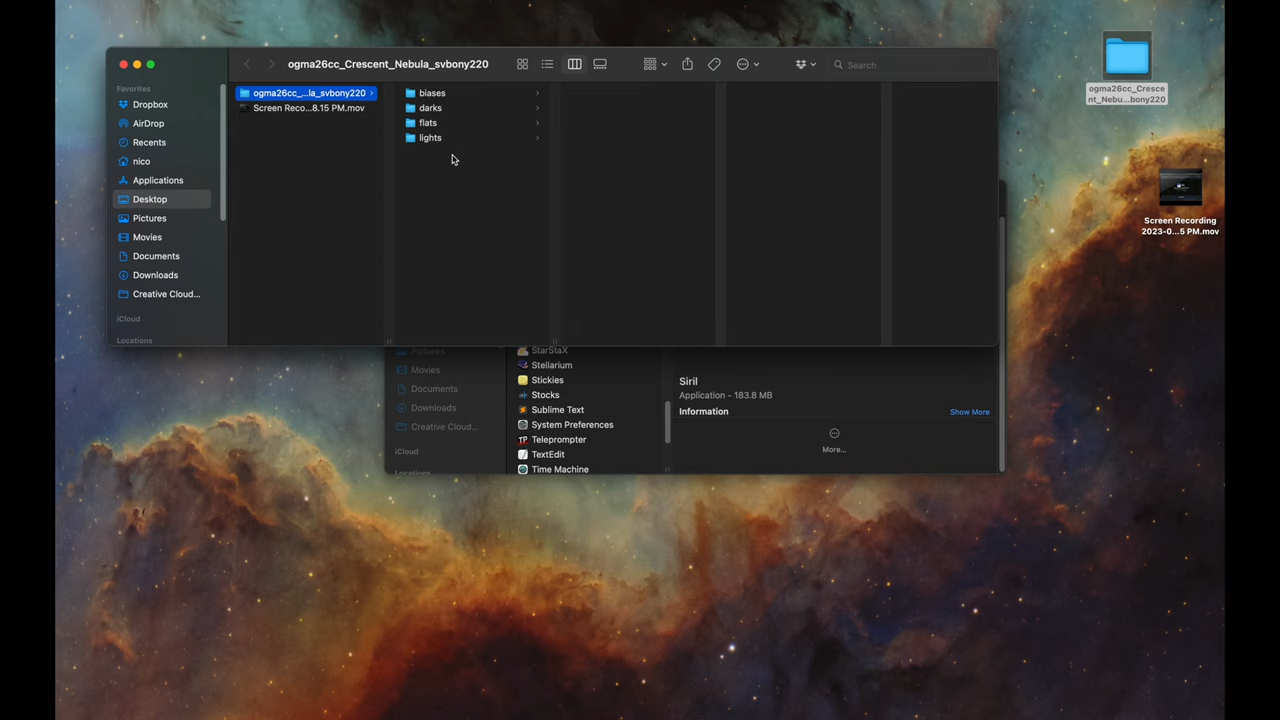 ogma26cc_Crescent_Nebula_svbony220
Search
Favorites
Dropbox
AirDrop
Recents
nico
Applications
Desktop
Pictures
Movies
Documents
Downloads
Creative Cloud...
iCloud
Locations
ogma26cc_...la_svbony220
Screen Reco...8.15 PM.mov
biases
darks
flats
lights
Pictures
Movies
Documents
Downloads
Creative Cloud...
iCloud
Locations
StarStaX
Stellarium
Stickies
Stocks
Sublime Text
System Preferences
Teleprompter
TextEdit
Time Machine
Siril
Application - 183.8 MB
Information
Show More
More...
ogma26cc_Cresce
nt_Nebu...bony220
Screen Recording
2023-0...5 PM.mov